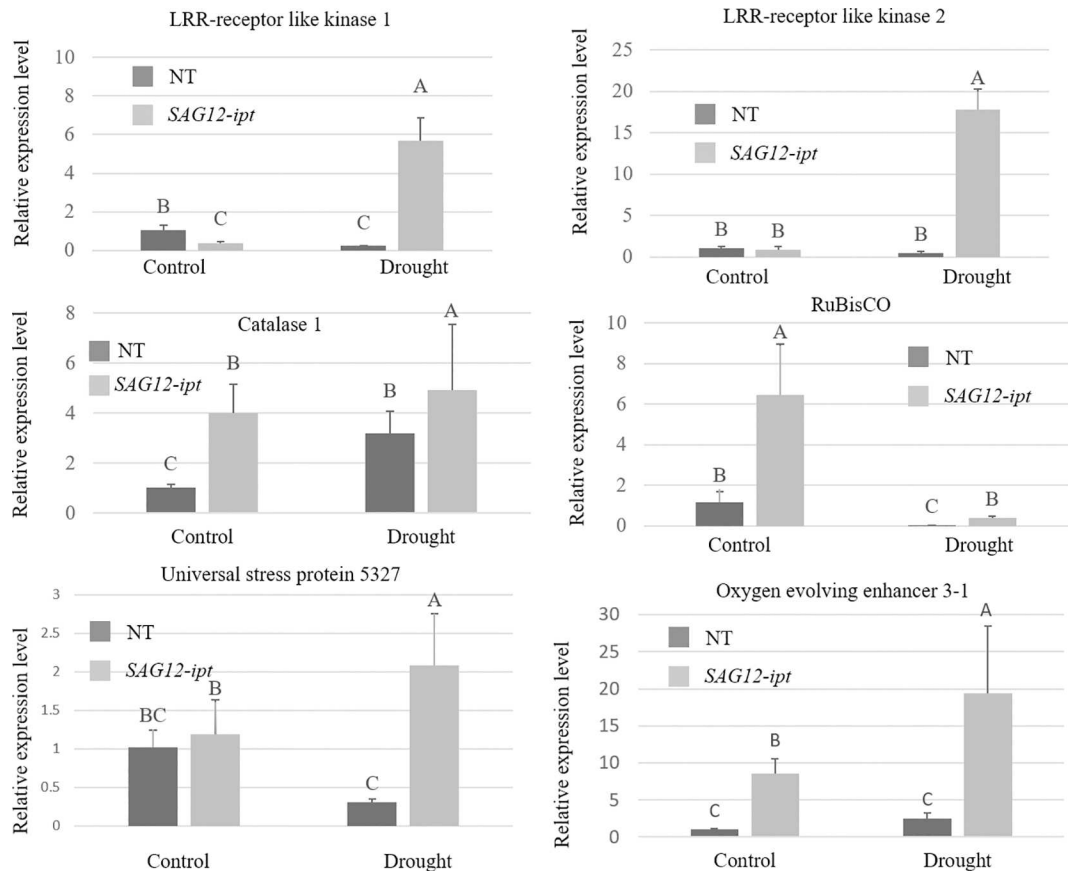 LRR-receptor like kinase 1
Relative expression level
10
8
6
4
2
0
NT
SAG12-ipt
B
C
C
A
Control
Drought
LRR-receptor like kinase 2
Relative expression level
25
20
15
10
5
0
NT
SAG12-ipt
B
B
B
A
Control
Drought
Catalase 1
Relative expression level
8
6
4
2
0
NT
SAG12-ipt
C
B
B
A
Control
Drought
RuBisCO
Relative expression level
10
8
6
4
2
0
NT
SAG12-ipt
B
A
C
B
Control
Drought
Universal stress protein 5327
Relative expression level
3
2.5
2
1.5
1
0.5
0
NT
SAG12-ipt
BC
B
C
A
Control
Drought
Oxygen evolving enhancer 3-1
Relative expression level
30
25
20
15
10
5
0
NT
SAG12-ipt
C
B
C
A
Control
Drought